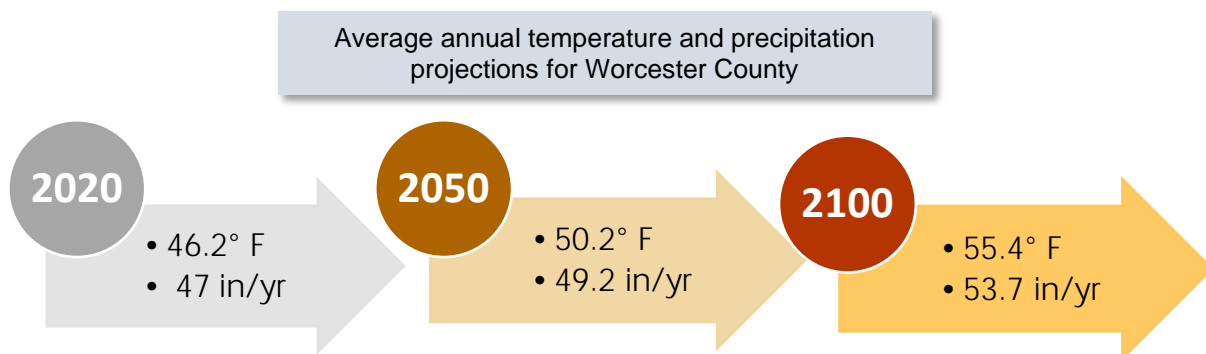 Average annual temperature and precipitation
projections for Worcester County
2020
• 46.2° F
• 47 in/yr
2050
• 50.2° F
• 49.2 in/yr
2100
• 55.4° F
• 53.7 in/yr